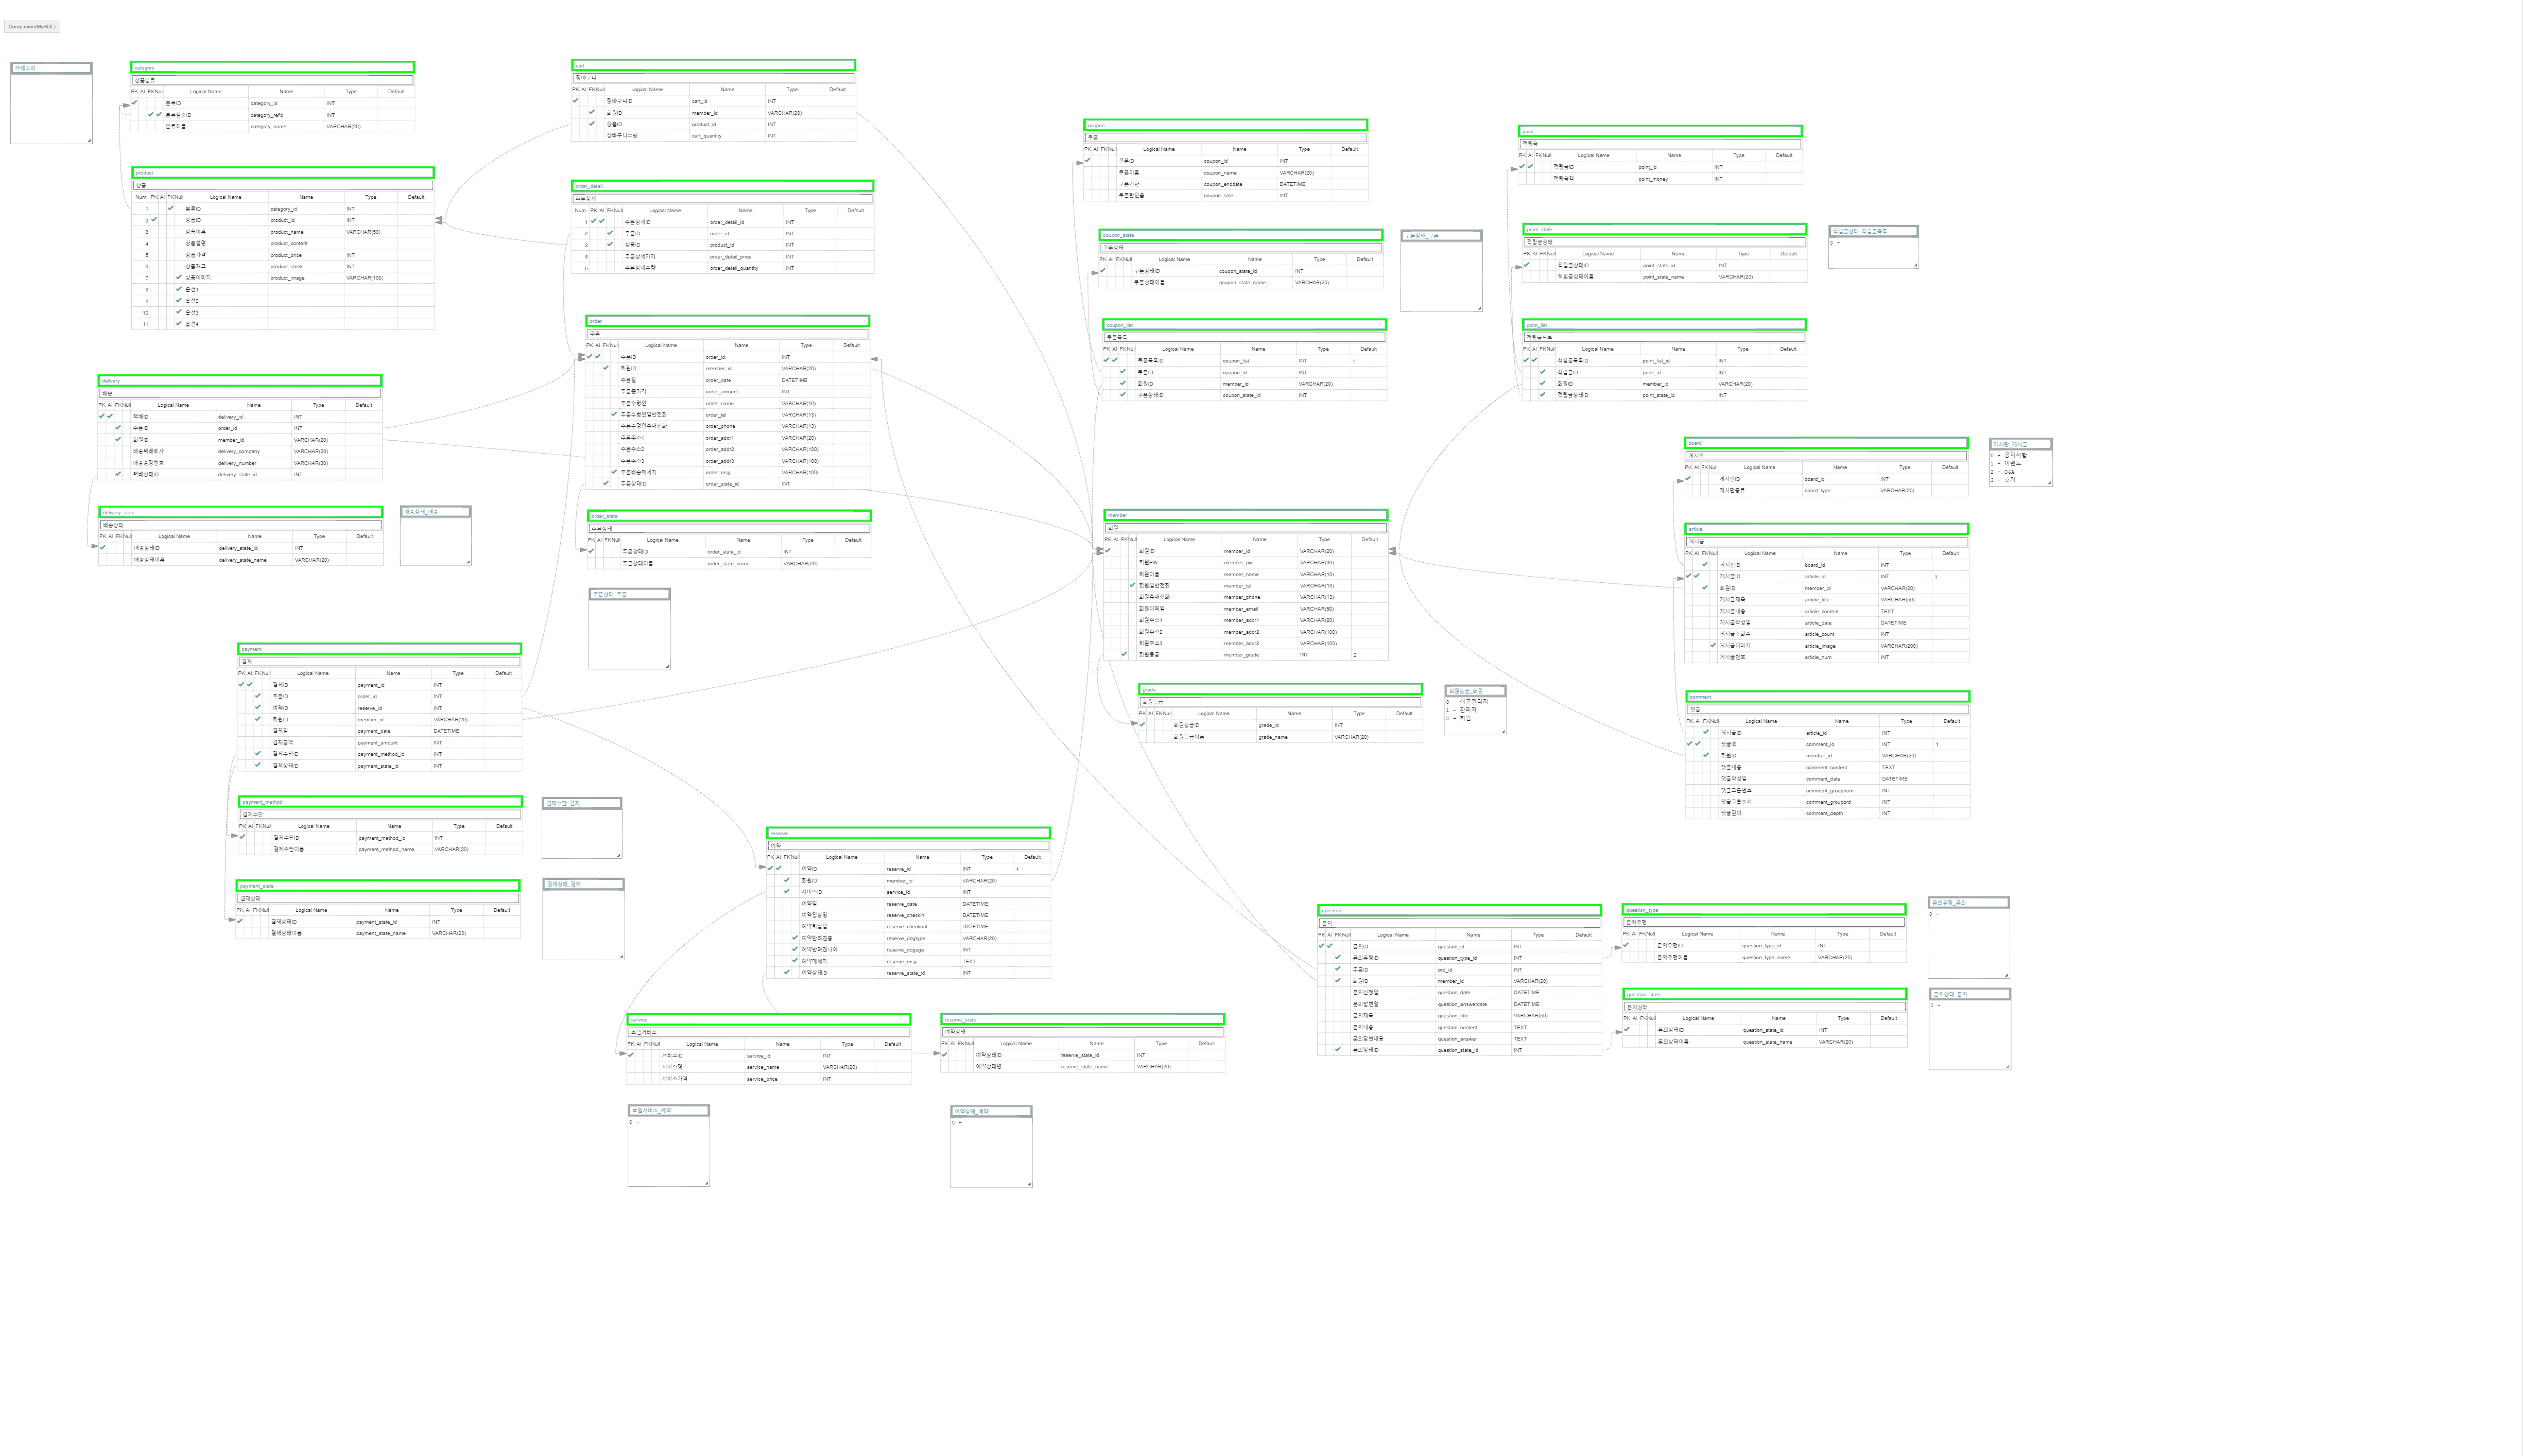 Companion(MySQL)
카테고리
category
상품분류
PK AI FK Null Logical Name Name Type Default
분류ID category_id INT
분류참조ID category_refid INT
분류이름 category_name VARCHAR(20)
product
상품
Num PK AI FK Null Logical Name Name Type Default
1 분류ID category_id INT
2 상품ID product_id INT
3 상품이름 product_name VARCHAR(50)
4 상품설명 product_content
5 상품가격 product_price INT
6 상품재고 product_stock INT
7 상품이미지 product_image VARCHAR(100)
8 옵션1
9 옵션2
10 옵션3
11 옵션4
cart
장바구니
PK AI FK Null Logical Name Name Type Default
장바구니ID cart_id INT
회원ID member_id VARCHAR(20)
상품ID product_id INT
장바구니수량 cart_quantity INT
order_detail
주문상세
Num PK AI FK Null Logical Name Name Type Default
1 주문상세ID order_detail_id INT
2 주문ID order_id INT
3 상품ID product_id INT
4 주문상세가격 order_detail_price INT
5 주문상세수량 order_detail_quantity INT
order
주문
PK AI FK Null Logical Name Name Type Default
주문ID order_id INT
회원ID member_id VARCHAR(20)
주문일 order_date DATETIME
주문총가격 order_amount INT
주문수령인 order_name VARCHAR(10)
주문수령인일반전화 order_tel VARCHAR(13)
주문수령인휴대전화 order_phone VARCHAR(13)
주문주소1 order_addr1 VARCHAR(20)
주문주소2 order_addr2 VARCHAR(100)
주문주소3 order_addr3 VARCHAR(100)
주문배송메세지 order_msg VARCHAR(100)
주문상태ID order_state_id INT
order_state
주문상태
PK AI FK Null Logical Name Name Type Default
주문상태ID order_state_id INT
주문상태이름 order_state_name VARCHAR(20)
주문상태_주문
delivery
배송
PK AI FK Null Logical Name Name Type Default
택배ID delivery_id INT
주문ID order_id INT
회원ID member_id VARCHAR(20)
배송택배회사 delivery_company VARCHAR(20)
배송송장번호 delivery_number VARCHAR(30)
택배상태ID delivery_state_id INT
delivery_state
배송상태
PK AI FK Null Logical Name Name Type Default
배송상태ID delivery_state_id INT
배송상태이름 delivery_state_name VARCHAR(20)
배송상태_배송
payment
결제
PK AI FK Null Logical Name Name Type Default
결제ID payment_id INT
주문ID order_id INT
예약ID reserve_id INT
회원ID member_id VARCHAR(20)
결제일 payment_date DATETIME
결제금액 payment_amount INT
결제수단ID payment_method_id INT
결제상태ID payment_state_id INT
payment_method
결제수단
PK AI FK Null Logical Name Name Type Default
결제수단ID payment_method_id INT
결제수단이름 payment_method_name VARCHAR(20)
결제수단_결제
payment_state
결제상태
PK AI FK Null Logical Name Name Type Default
결제상태ID payment_state_id INT
결제상태이름 payment_state_name VARCHAR(20)
결제상태_결제
reserve
예약
PK AI FK Null Logical Name Name Type Default
예약ID reserve_id INT 1
회원ID member_id VARCHAR(20)
서비스ID service_id INT
예약일 reserve_date DATETIME
예약입실일 reserve_checkin DATETIME
예약퇴실일 reserve_checkout DATETIME
예약반려견종 reserve_dogtype VARCHAR(20)
예약반려견나이 reserve_dogage INT
예약메세지 reserve_msg TEXT
예약상태ID reserve_state_id INT
service
호텔서비스
PK AI FK Null Logical Name Name Type Default
서비스ID service_id INT
서비스명 service_name VARCHAR(20)
서비스가격 service_price INT
호텔서비스_예약
0 -
reserve_state
예약상태
PK AI FK Null Logical Name Name Type Default
예약상태ID reserve_state_id INT
예약상태명 reserve_state_name VARCHAR(20)
예약상태_예약
0 -
coupon
쿠폰
PK AI FK Null Logical Name Name Type Default
쿠폰ID coupon_id INT
쿠폰이름 coupon_name VARCHAR(20)
쿠폰기한 coupon_enddate DATETIME
쿠폰할인율 coupon_sale INT
coupon_state
쿠폰상태
PK AI FK Null Logical Name Name Type Default
쿠폰상태ID coupon_state_id INT
쿠폰상태이름 coupon_state_name VARCHAR(20)
쿠폰상태_쿠폰
coupon_list
쿠폰목록
PK AI FK Null Logical Name Name Type Default
쿠폰목록ID coupon_list INT 1
쿠폰ID coupon_id INT
회원ID member_id VARCHAR(20)
쿠폰상태ID coupon_state_id INT
member
회원
PK AI FK Null Logical Name Name Type Default
회원ID member_id VARCHAR(20)
회원PW member_pw VARCHAR(30)
회원이름 member_name VARCHAR(10)
회원일반전화 member_tel VARCHAR(13)
회원휴대전화 member_phone VARCHAR(13)
회원이메일 member_email VARCHAR(50)
회원주소1 member_addr1 VARCHAR(20)
회원주소2 member_addr2 VARCHAR(100)
회원주소3 member_addr3 VARCHAR(100)
회원등급 member_grade INT 2
grade
회원등급
PK AI FK Null Logical Name Name Type Default
회원등급ID grade_id INT
회원등급이름 grade_name VARCHAR(20)
회원등급_회원
0 - 최고관리자
1 - 관리자
2 - 회원
point
적립금
PK AI FK Null Logical Name Name Type Default
적립금ID point_id INT
적립금액 point_money INT
point_state
적립금상태
PK AI FK Null Logical Name Name Type Default
적립금상태ID point_state_id INT
적립금상태이름 point_state_name VARCHAR(20)
적립금상태_적립금목록
0 -
point_list
적립금목록
PK AI FK Null Logical Name Name Type Default
적립금목록ID point_list_id INT
적립금ID point_id INT
회원ID member_id VARCHAR(20)
적립금상태ID point_state_id INT
board
게시판
PK AI FK Null Logical Name Name Type Default
게시판ID board_id INT
게시판종류 board_type VARCHAR(20)
게시판_게시글
0 - 공지사항
1 - 이벤트
2 - Q&A
3 - 후기
article
게시글
PK AI FK Null Logical Name Name Type Default
게시판ID board_id INT
게시글ID article_id INT 1
회원ID member_id VARCHAR(20)
게시글제목 article_title VARCHAR(50)
게시글내용 article_content TEXT
게시글작성일 article_date DATETIME
게시글조회수 article_count INT
게시글이미지 article_image VARCHAR(200)
게시글번호 article_num INT
comment
댓글
PK AI FK Null Logical Name Name Type Default
게시글ID article_id INT
댓글ID comment_id INT 1
회원ID member_id VARCHAR(20)
댓글내용 comment_content TEXT
댓글작성일 comment_date DATETIME
댓글그룹번호 comment_groupnum INT
댓글그룹순서 comment_groupord INT
댓글깊이 comment_depth INT
question
문의
PK AI FK Null Logical Name Name Type Default
문의ID question_id INT
문의유형ID question_type_id INT
주문ID ord_id INT
회원ID member_id VARCHAR(20)
문의신청일 question_date DATETIME
문의답변일 question_answerdate DATETIME
문의제목 question_title VARCHAR(50)
문의내용 question_content TEXT
문의답변내용 question_answer TEXT
문의상태ID question_state_id INT
question_type
문의유형
PK AI FK Null Logical Name Name Type Default
문의유형ID question_type_id INT
문의유형이름 question_type_name VARCHAR(20)
문의유형_문의
0 -
question_state
문의상태
PK AI FK Null Logical Name Name Type Default
문의상태ID question_state_id INT
문의상태이름 question_state_name VARCHAR(20)
문의상태_문의
0 -